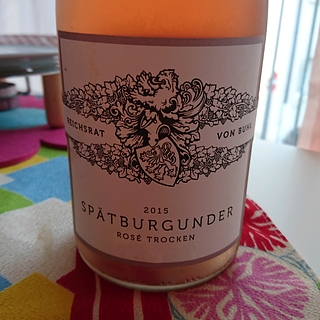 REICHSRAT VON BUHL
2015
SPÄTBURGUNDER
ROSÉ TROCKEN